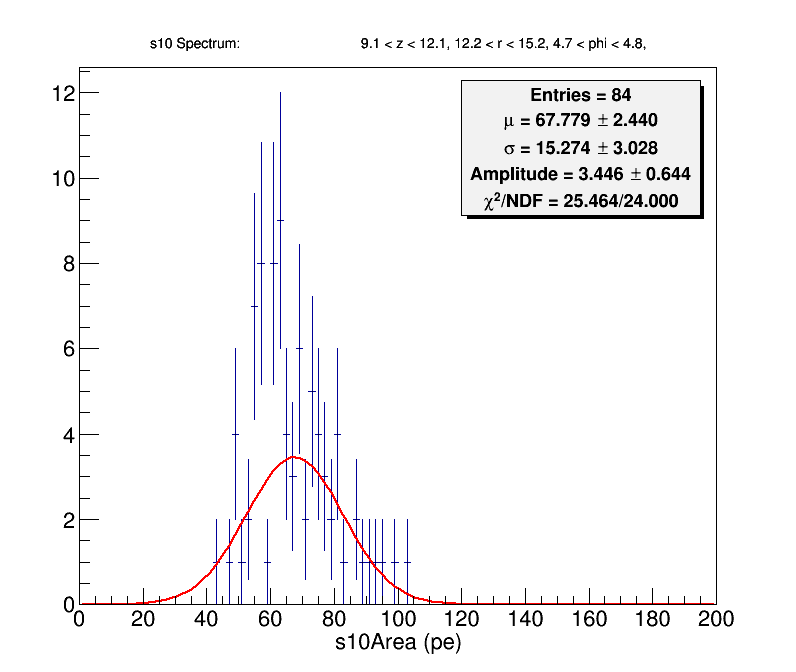 s10 Spectrum: 9.1 < z < 12.1, 12.2 < r < 15.2, 4.7 < phi < 4.8,
Entries = 84
μ = 67.779 ± 2.440
σ = 15.274 ± 3.028
Amplitude = 3.446 ± 0.644
χ²/NDF = 25.464/24.000
12
10
8
6
4
2
0
0 20 40 60 80 100 120 140 160 180 200
s10Area (pe)